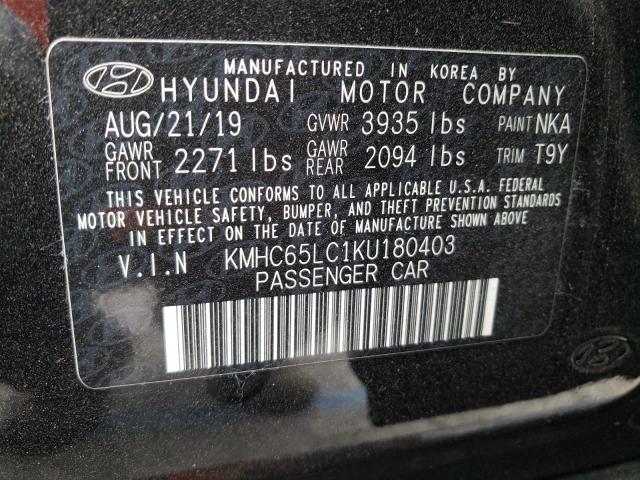 MANUFACTURED IN KOREA BY
HYUNDAI MOTOR COMPANY
AUG/21/19 GVWR 3935 lbs PAINT NKA
GAWR FRONT 2271 lbs GAWR REAR 2094 lbs TRIM T9Y
THIS VEHICLE CONFORMS TO ALL APPLICABLE U.S.A. FEDERAL
MOTOR VEHICLE SAFETY, BUMPER, AND THEFT PREVENTION STANDARDS
IN EFFECT ON THE DATE OF MANUFACTURE SHOWN ABOVE.
V.I.N KMHC65LC1KU180403
PASSENGER CAR